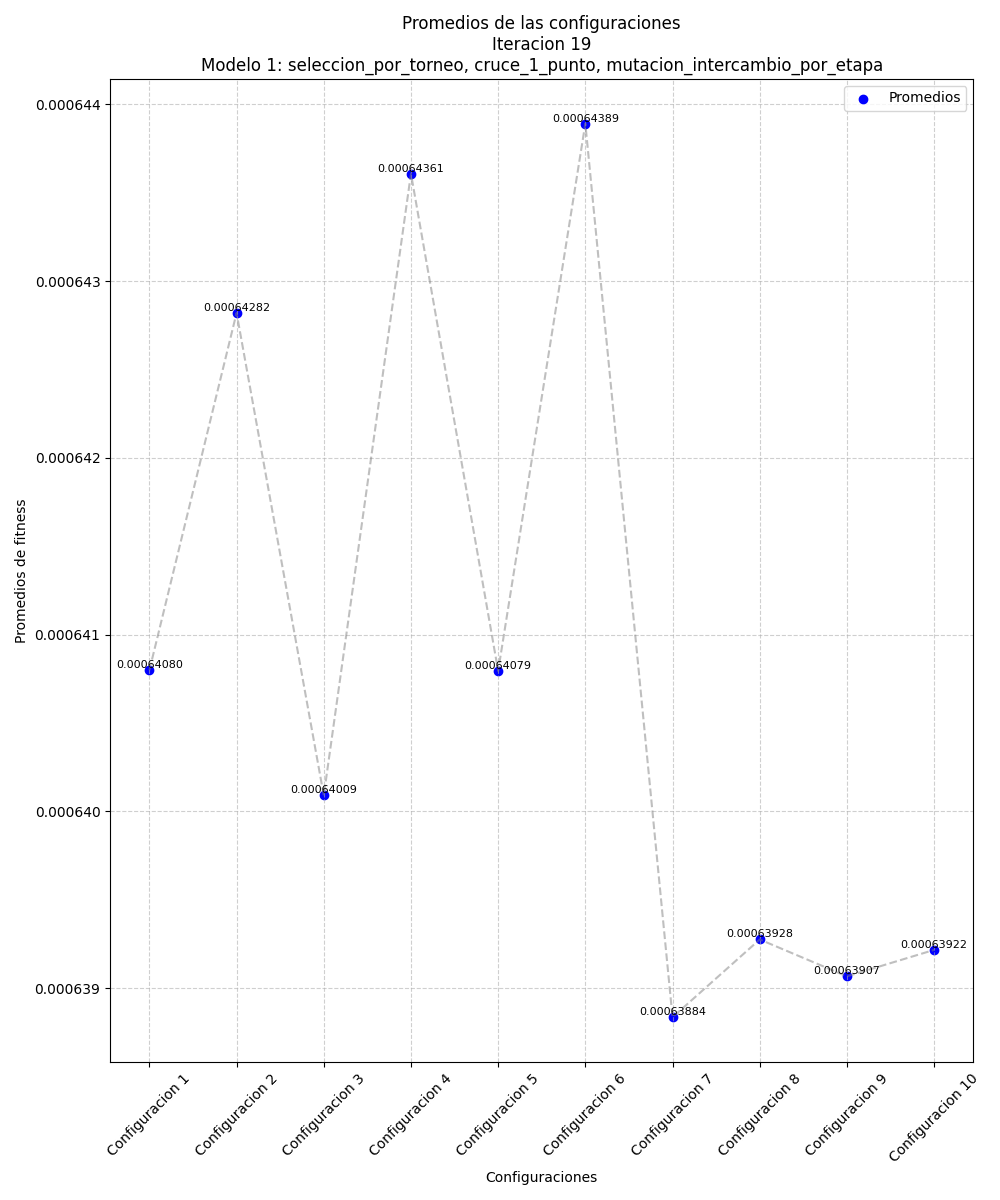 Promedios de las configuraciones
Iteracion 19
Modelo 1: seleccion_por_torneo, cruce_1_punto, mutacion_intercambio_por_etapa
Promedios
0.000644
0.000643
0.000642
0.000641
0.000640
0.000639
Promedios de fitness
0.00064080
0.00064282
0.00064009
0.00064361
0.00064079
0.00064389
0.00063884
0.00063928
0.00063907
0.00063922
Configuracion 1
Configuracion 2
Configuracion 3
Configuracion 4
Configuracion 5
Configuracion 6
Configuracion 7
Configuracion 8
Configuracion 9
Configuracion 10
Configuraciones